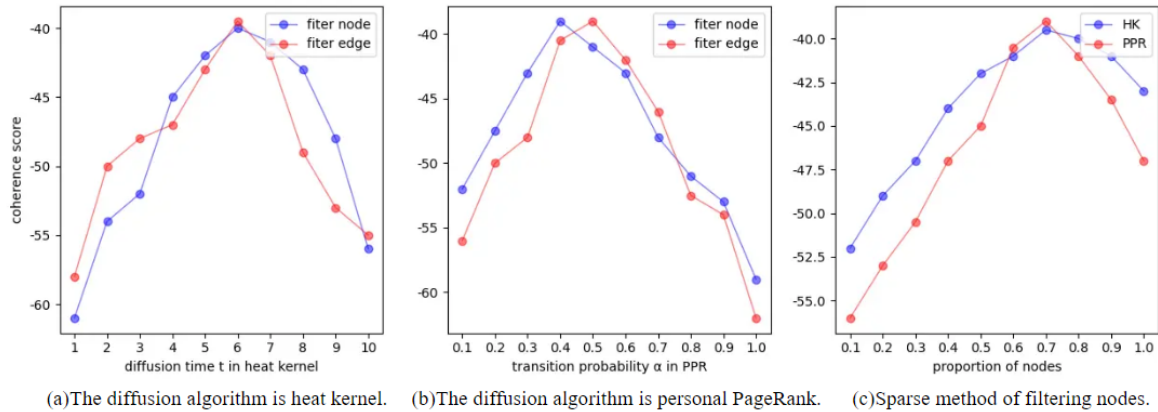 coherence score
-40
-45
-50
-55
-60
fiter node
fiter edge
1 2 3 4 5 6 7 8 9 10
diffusion time t in heat kernel
(a)The diffusion algorithm is heat kernel.
-40
-45
-50
-55
-60
fiter node
fiter edge
0.1 0.2 0.3 0.4 0.5 0.6 0.7 0.8 0.9 1.0
transition probability α in PPR
(b)The diffusion algorithm is personal PageRank.
-40.0
-42.5
-45.0
-47.5
-50.0
-52.5
-55.0
HK
PPR
0.1 0.2 0.3 0.4 0.5 0.6 0.7 0.8 0.9 1.0
proportion of nodes
(c)Sparse method of filtering nodes.